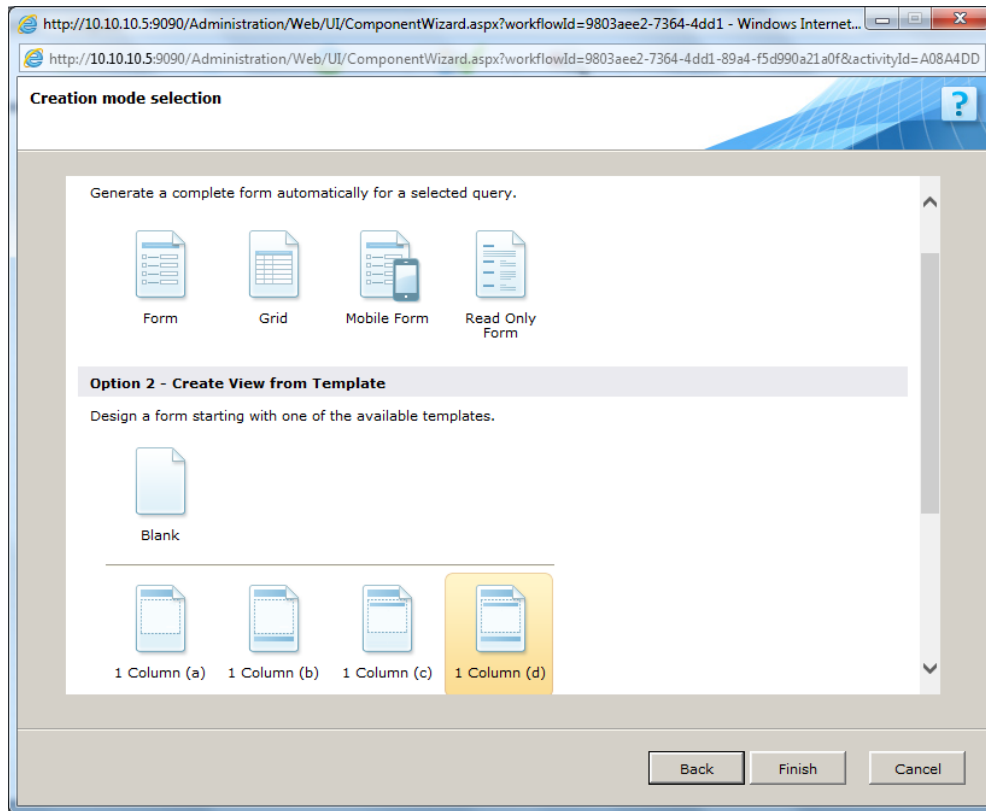 http://10.10.10.5:9090/Administration/Web/UI/ComponentWizard.aspx?workflowId=9803aee2-7364-4dd1 - Windows Internet...
http://10.10.10.5:9090/Administration/Web/UI/ComponentWizard.aspx?workflowId=9803aee2-7364-4dd1-89a4-f5d990a21a0f&activityId=A08A4DD
Creation mode selection
?
Generate a complete form automatically for a selected query.
Form Grid Mobile Form Read Only
Form
Option 2 - Create View from Template
Design a form starting with one of the available templates.
Blank
1 Column (a) 1 Column (b) 1 Column (c) 1 Column (d)
Back Finish Cancel